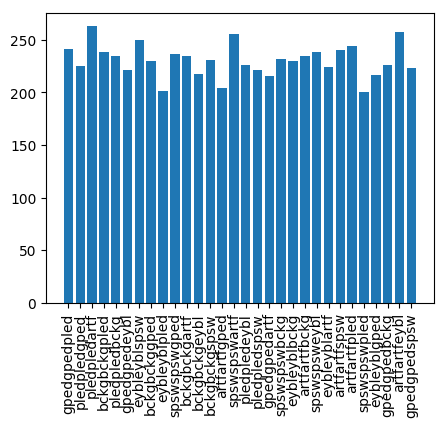 250
200
150
100
50
0
gpedgpedpled
pledpledgped
pledpledartf
bckgbckgpled
pledpledbckg
gpedgpedeybl
eybleyblspsw
bckgbckggped
eybleyblpled
spswspswgped
bckgbckgartf
bckgbckgeybl
bckgbckgspsw
artfartfgped
spswspswartf
pledpledeybl
pledpledspsw
gpedgpedartf
spswspswbckg
eybleyblbckg
artfartfbckg
spswspsweybl
eybleyblartf
artfartfspsw
artfartfpled
spswspswpled
eybleyblgped
gpedgpedbckg
artfartfeybl
gpedgpedspsw